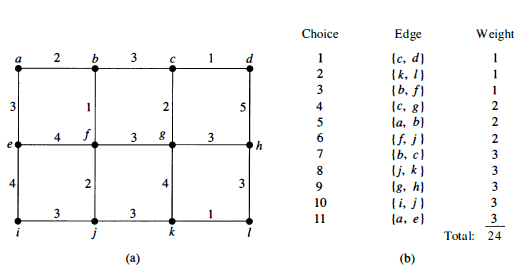 Choice Edge Weight
a 2 b 3 c 1 d
3 1 2 5
e 4 f 3 g 3 h
4 2 4 3
i 3 j 3 k 1 l
(a)
1 {c, d} 1
2 {k, l} 1
3 {b, f} 1
4 {c, g} 2
5 {a, b} 2
6 {f, j} 2
7 {b, c} 3
8 {j, k} 3
9 {g, h} 3
10 {i, j} 3
11 {a, e} 3
Total: 24
(b)